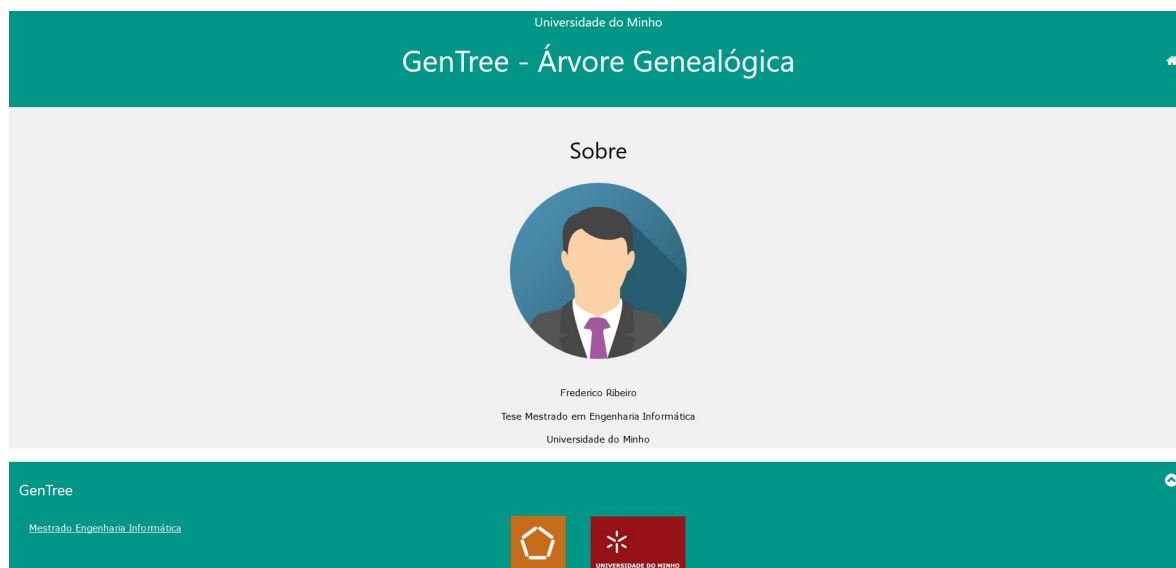 Universidade do Minho
GenTree - Árvore Genealógica
Sobre
Frederico Ribeiro
Tese Mestrado em Engenharia Informática
Universidade do Minho
GenTree
Mestrado Engenharia Informática
UNIVERSIDADE DO MINHO